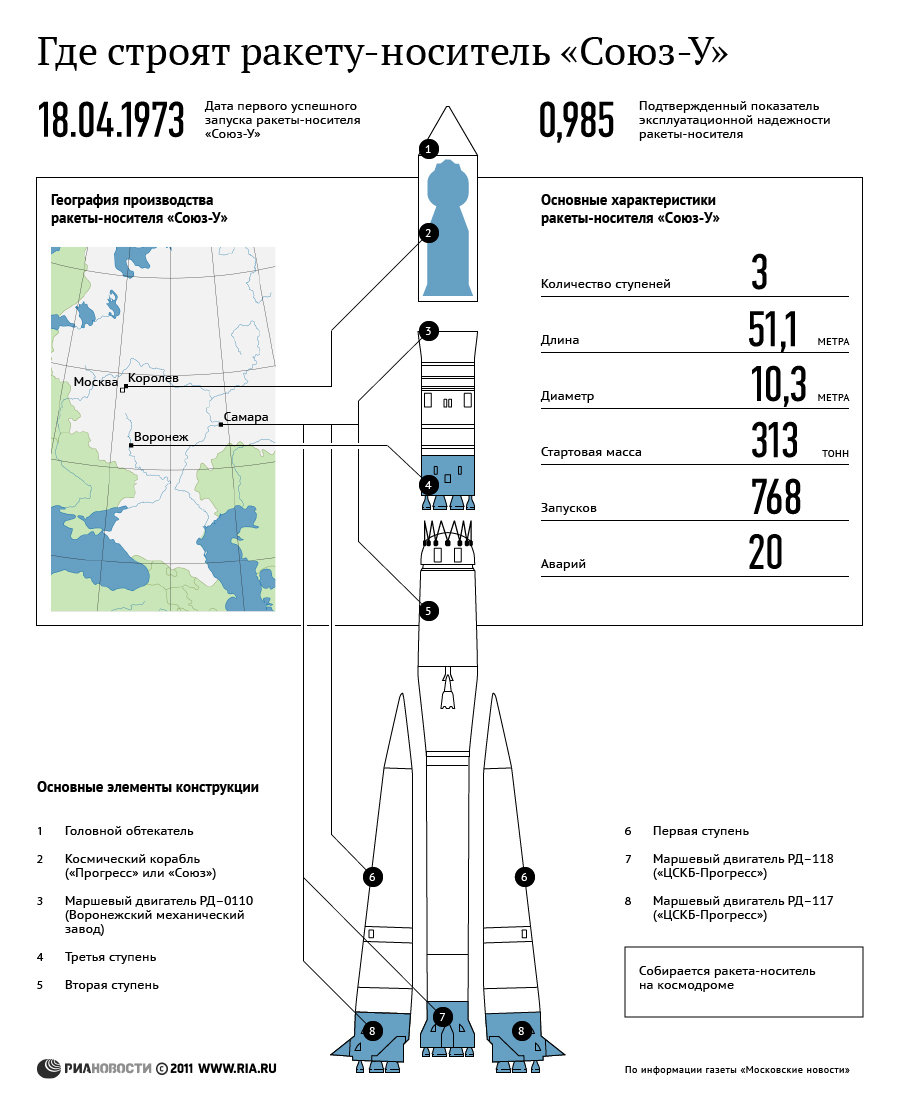 Где строят ракету-носитель «Союз-У»
18.04.1973
Дата первого успешного
запуска ракеты-носителя
«Союз-У»
0,985
Подтвержденный показатель
эксплуатационной надежности
ракеты-носителя
География производства
ракеты-носителя «Союз-У»
Москва
Королев
Самара
Воронеж
1
2
3
4
5
6
6
7
8
8
Основные характеристики
ракеты-носителя «Союз-У»
Количество ступеней 3
Длина 51,1 МЕТРА
Диаметр 10,3 МЕТРА
Стартовая масса 313 ТОНН
Запусков 768
Аварий 20
Основные элементы конструкции
1 Головной обтекатель
2 Космический корабль
(«Прогресс» или «Союз»)
3 Маршевый двигатель РД–0110
(Воронежский механический
завод)
4 Третья ступень
5 Вторая ступень
6 Первая ступень
7 Маршевый двигатель РД–118
(«ЦСКБ-Прогресс»)
8 Маршевый двигатель РД–117
(«ЦСКБ-Прогресс»)
Собирается ракета-носитель
на космодроме
РИАНОВОСТИ © 2011 WWW.RIA.RU
По информации газеты «Московские новости»